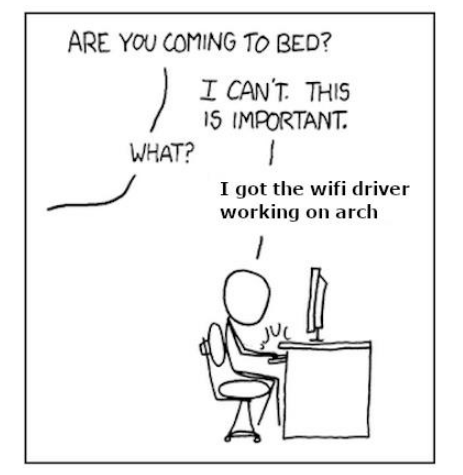 ARE YOU COMING TO BED?
I CAN'T. THIS
IS IMPORTANT.
WHAT?
I got the wifi driver
working on arch